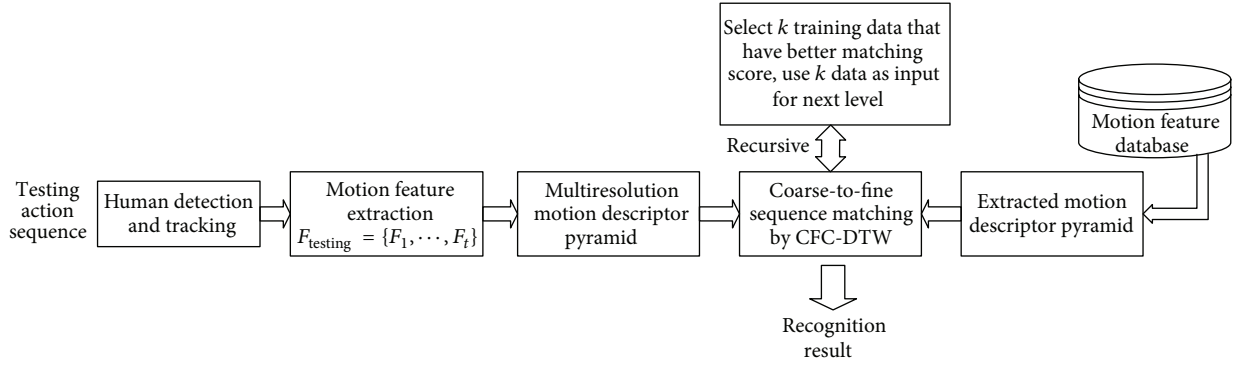 Select k training data that
have better matching
score, use k data as input
for next level
Recursive
Motion feature
database
Testing
action
sequence
Human detection
and tracking
Motion feature
extraction
F_testing = {F_1, ⋯, F_t}
Multiresolution
motion descriptor
pyramid
Coarse-to-fine
sequence matching
by CFC-DTW
Extracted motion
descriptor pyramid
Recognition
result